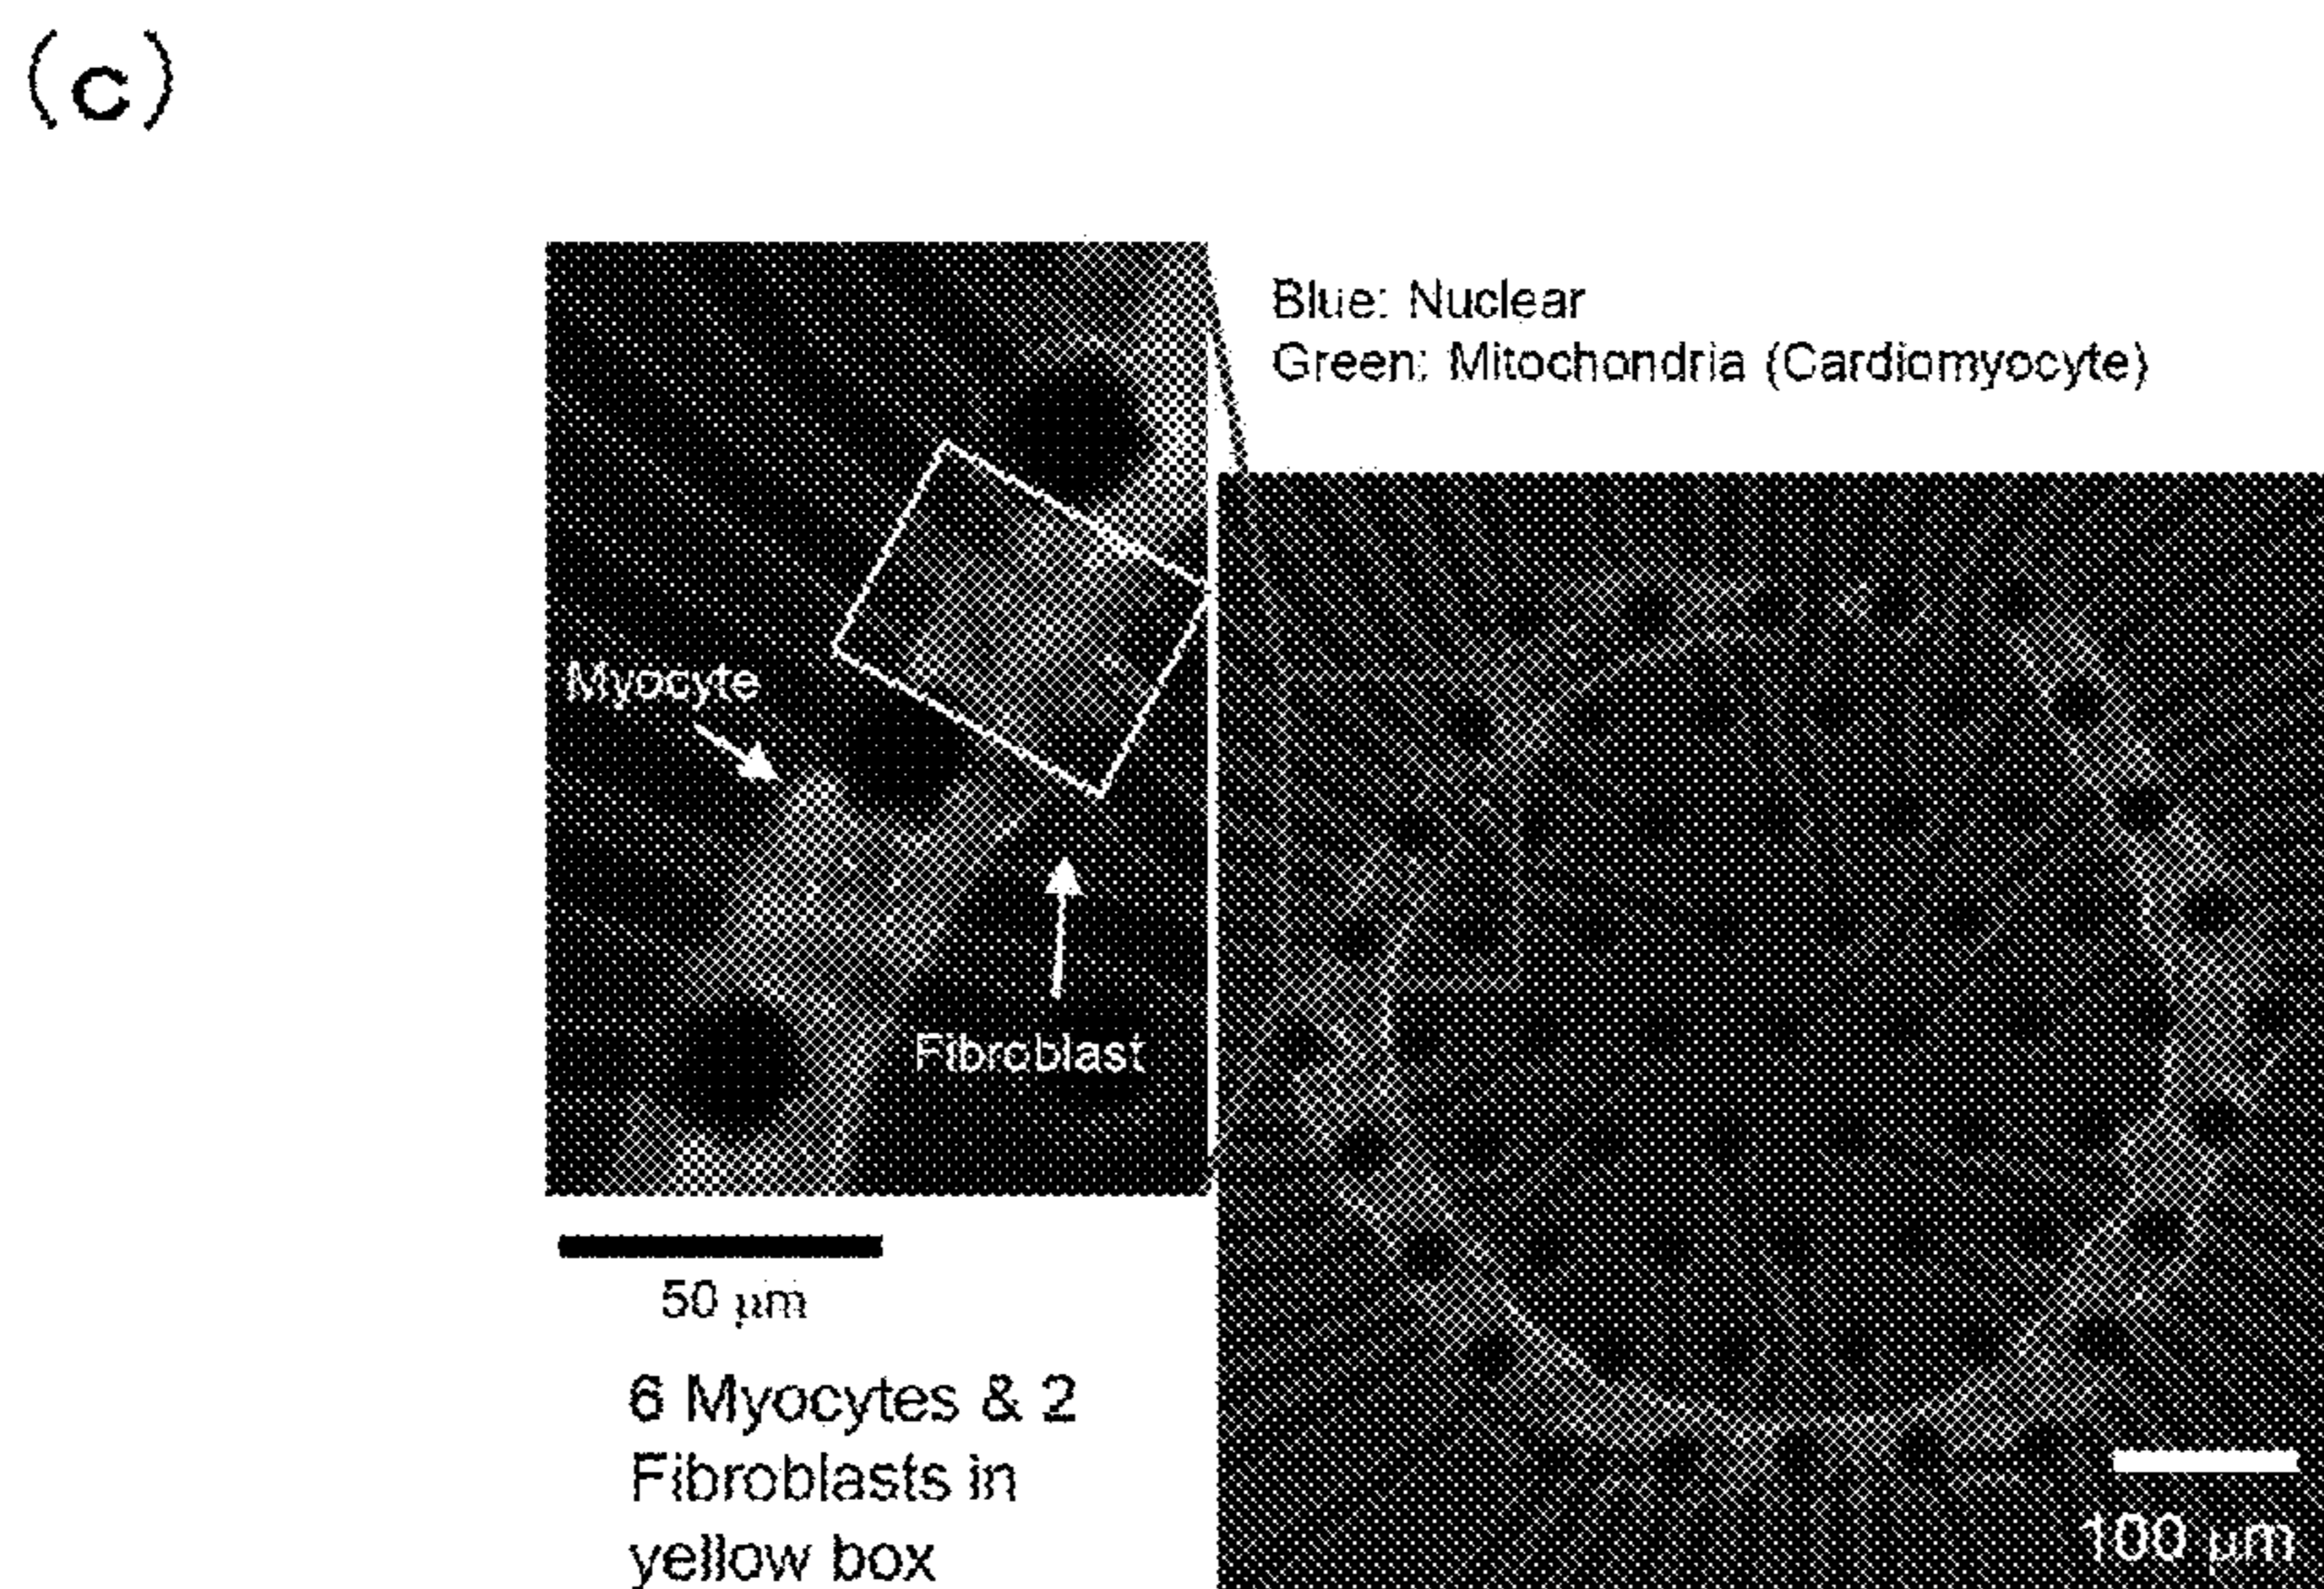 (c)
Blue: Nuclear
Green: Mitochondria (Cardiomyocyte)
Myocyte
Fibroblast
50 µm
6 Myocytes & 2
Fibroblasts in
yellow box
100 µm